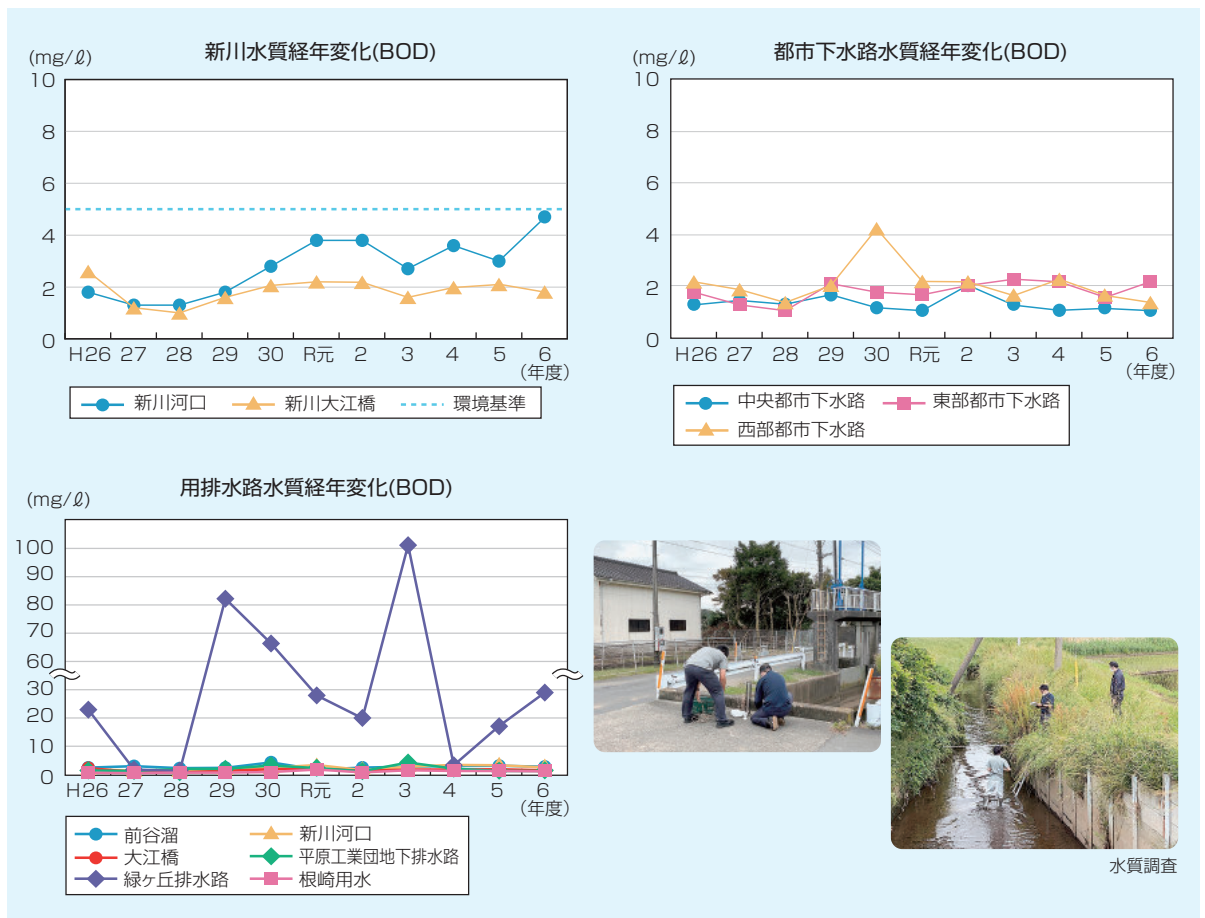 新川水質経年変化(BOD)
(mg/ℓ)
10
8
6
4
2
0
H26 27 28 29 30 R元 2 3 4 5 6
(年度)
新川河口 新川大江橋 環境基準
都市下水路水質経年変化(BOD)
(mg/ℓ)
10
8
6
4
2
0
H26 27 28 29 30 R元 2 3 4 5 6
(年度)
中央都市下水路 東部都市下水路
西部都市下水路
用排水路水質経年変化(BOD)
(mg/ℓ)
100
90
80
70
60
30
20
10
0
H26 27 28 29 30 R元 2 3 4 5 6
(年度)
前谷溜 新川河口
大江橋 平原工業団地下排水路
緑ヶ丘排水路 根崎用水
水質調査